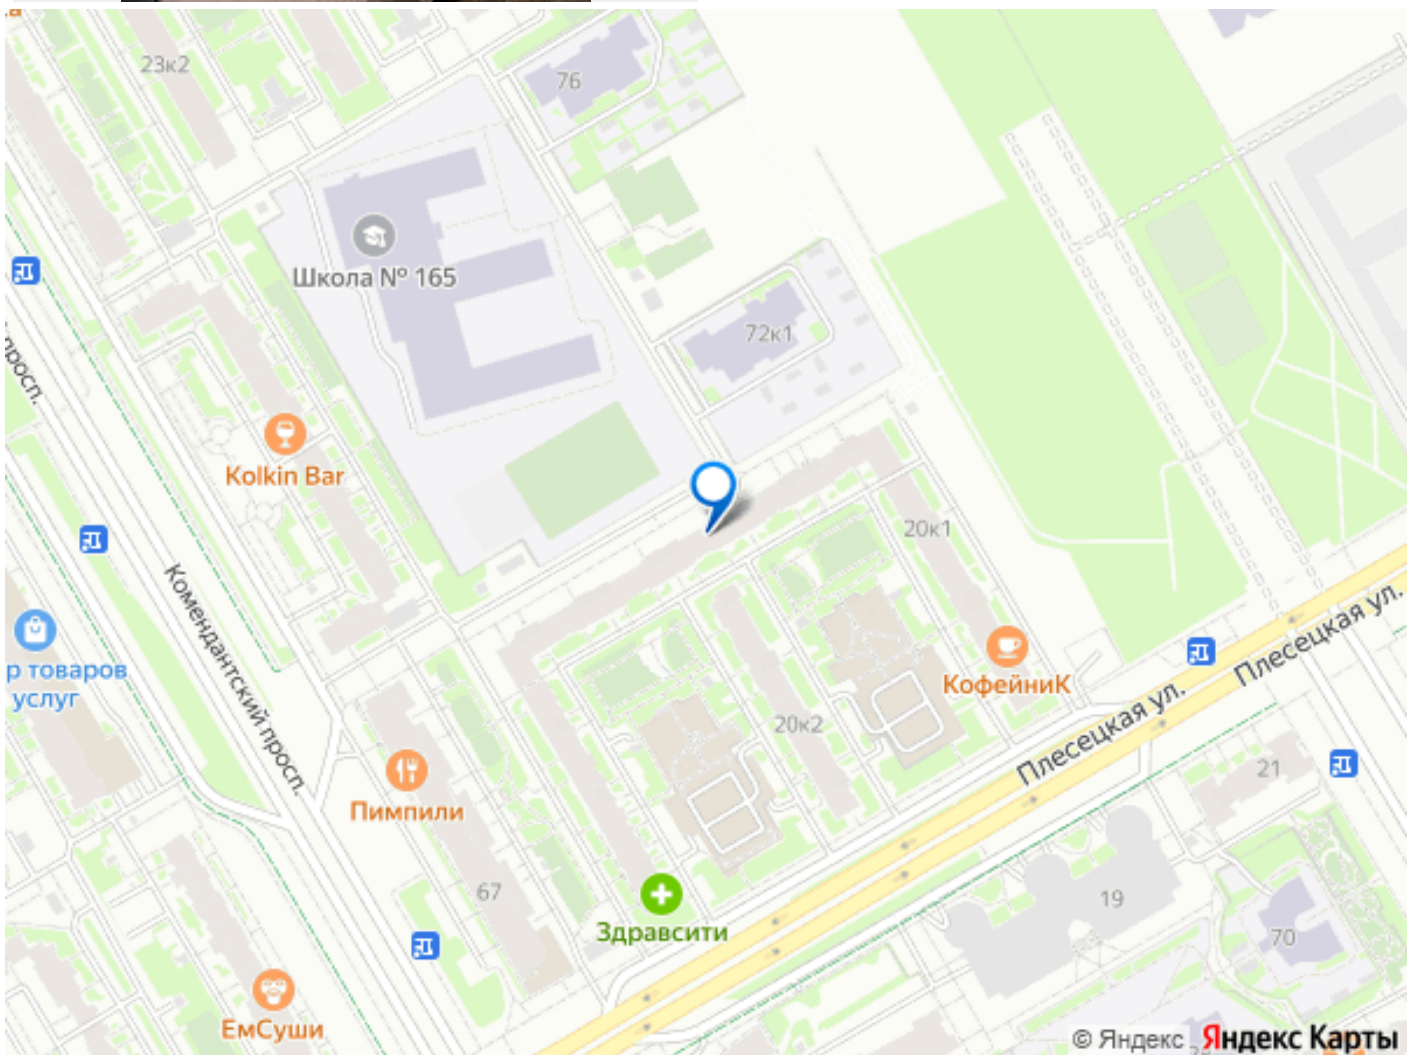 23к2
76
Школа № 165
72к1
просп.
Kolkin Bar
20к1
Комендантский просп.
р товаров
услуг
КофейниК
Плесецкая ул.
Плесецкая ул.
20к2
21
Пимпили
67
19
Здравсити
70
ЕмСуши
© Яндекс Яндекс Карты